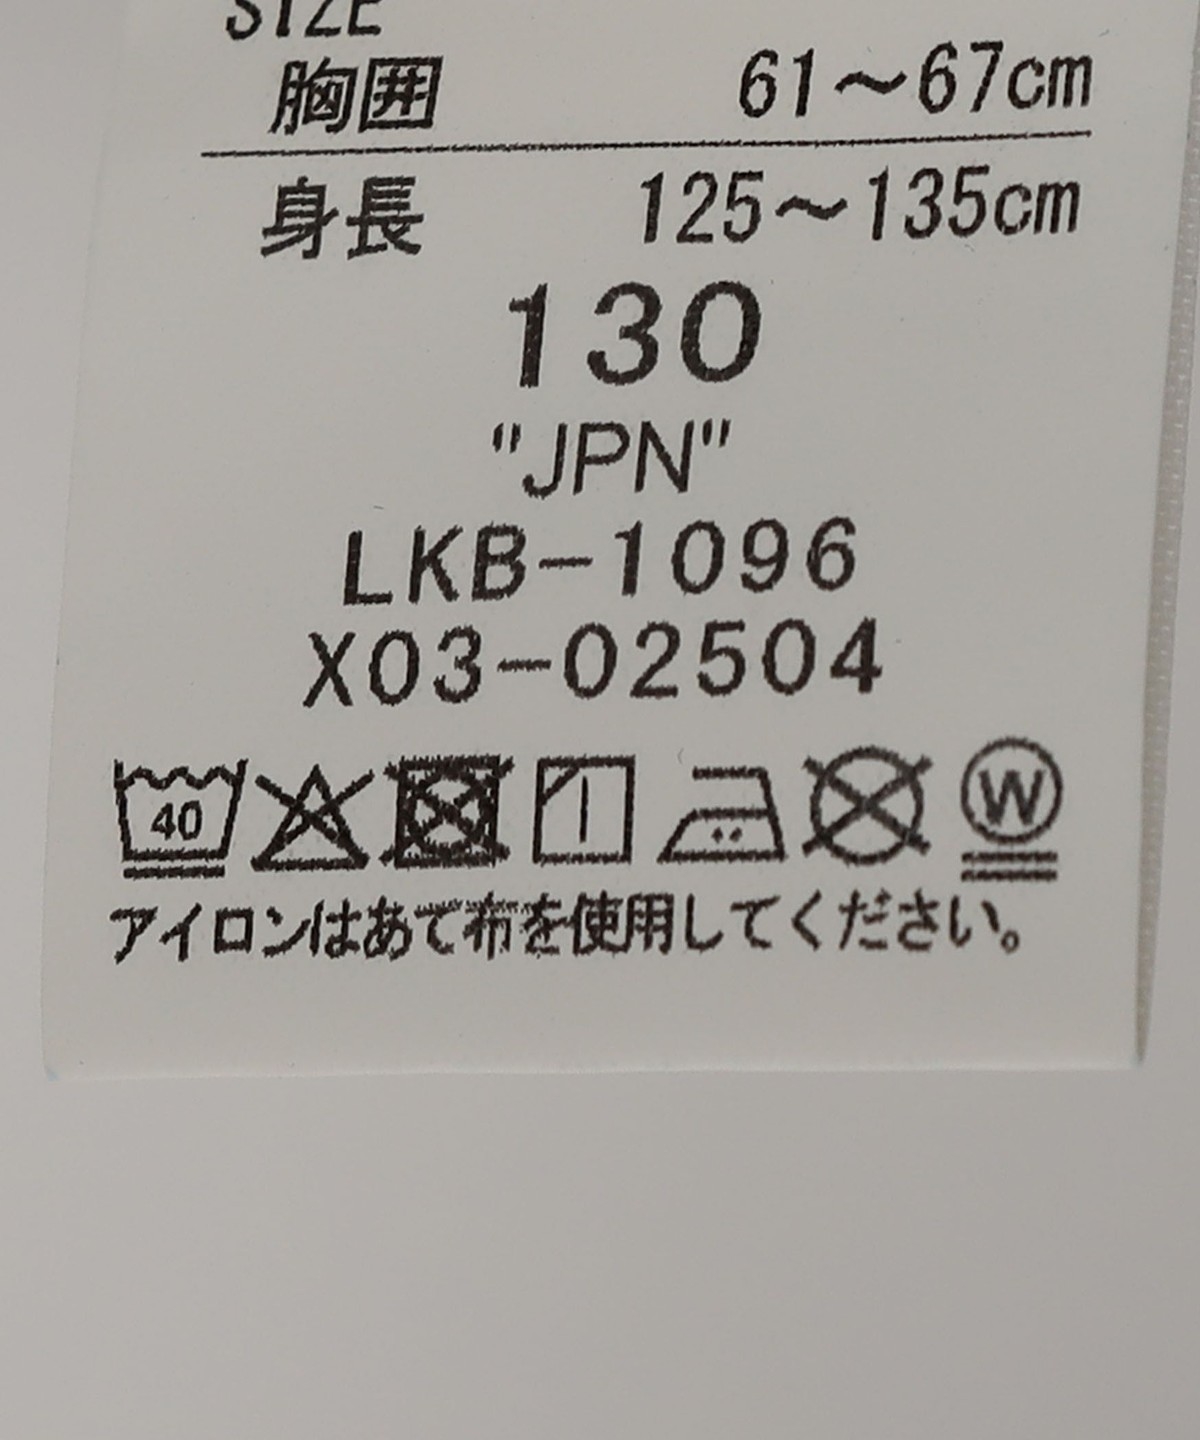 SIZE
胸囲 61〜67cm
身長 125〜135cm
130
"JPN"
LKB-1096
X03-02504
40 W
アイロンはあて布を使用してください。